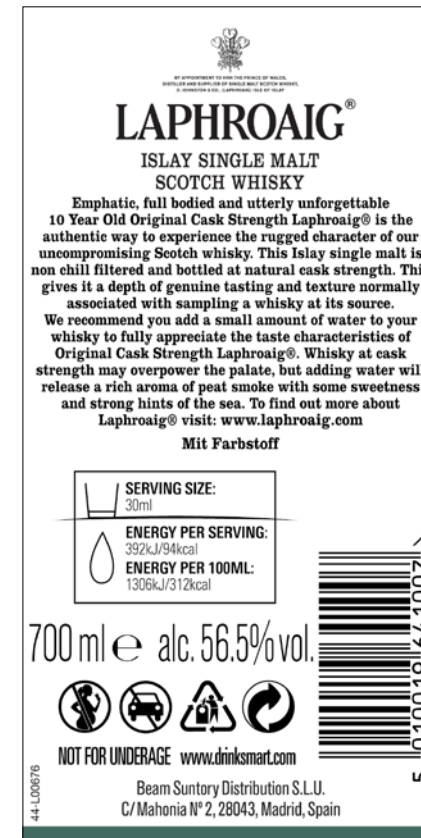 BY APPOINTMENT TO HRH THE PRINCE OF WALES,
DISTILLER AND SUPPLIER OF SINGLE MALT SCOTCH WHISKY,
D. JOHNSTON & CO., (LAPHROAIG) ISLE OF ISLAY
LAPHROAIG®
ISLAY SINGLE MALT
SCOTCH WHISKY
Emphatic, full bodied and utterly unforgettable
10 Year Old Original Cask Strength Laphroaig® is the
authentic way to experience the rugged character of our
uncompromising Scotch whisky. This Islay single malt is
non chill filtered and bottled at natural cask strength. Thi
gives it a depth of genuine tasting and texture normally
associated with sampling a whisky at its source.
We recommend you add a small amount of water to your
whisky to fully appreciate the taste characteristics of
Original Cask Strength Laphroaig®. Whisky at cask
strength may overpower the palate, but adding water will
release a rich aroma of peat smoke with some sweetness
and strong hints of the sea. To find out more about
Laphroaig® visit: www.laphroaig.com
Mit Farbstoff
SERVING SIZE:
30ml
ENERGY PER SERVING:
392kJ/94kcal
ENERGY PER 100ML:
1306kJ/312kcal
700 ml e alc. 56.5% vol.
NOT FOR UNDERAGE www.drinksmart.com
44-L00676
Beam Suntory Distribution S.L.U.
C/ Mahonia Nº 2, 28043, Madrid, Spain